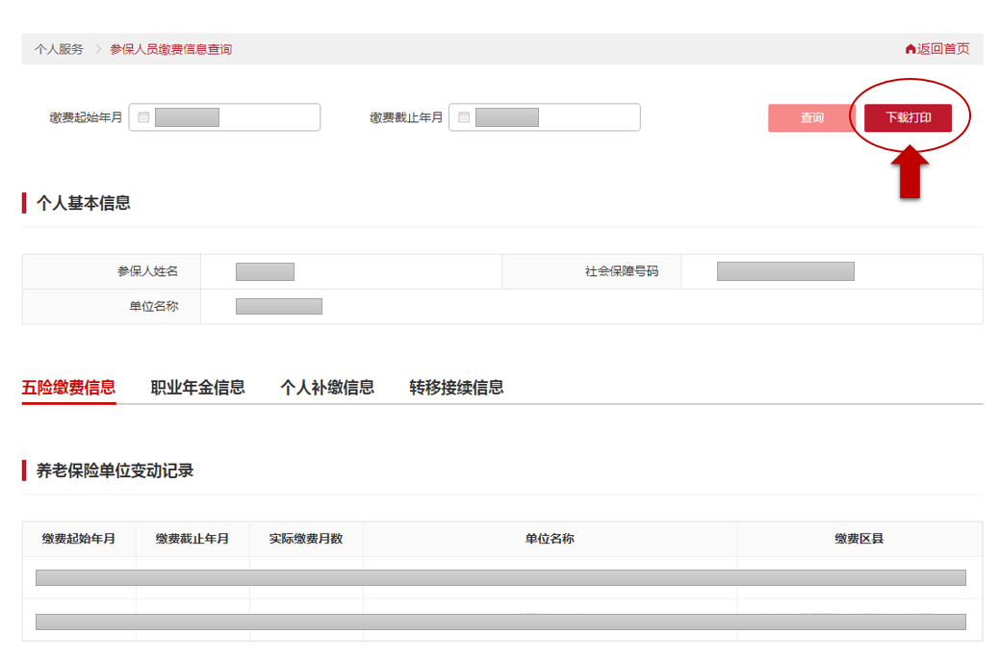 个人服务 > 参保人员缴费信息查询 返回首页
缴费起始年月 缴费截止年月 查询 下载打印
个人基本信息
参保人姓名 社会保障号码
单位名称
五险缴费信息 职业年金信息 个人补缴信息 转移接续信息
养老保险单位变动记录
缴费起始年月 缴费截止年月 实际缴费月数 单位名称 缴费区县